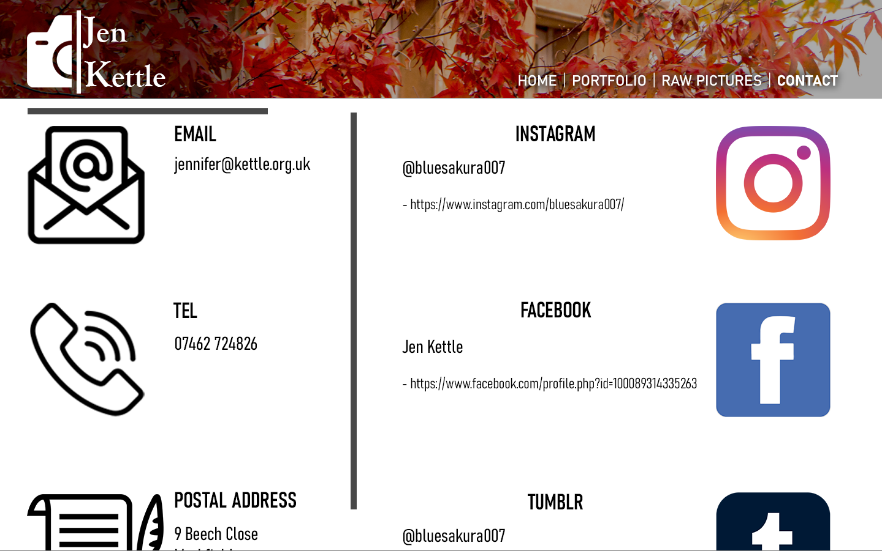 Jen
Kettle
HOME | PORTFOLIO | RAW PICTURES | CONTACT
EMAIL
jennifer@kettle.org.uk
TEL
07462 724826
POSTAL ADDRESS
9 Beech Close
INSTAGRAM
@bluesakura007
- https://www.instagram.com/bluesakura007/
FACEBOOK
Jen Kettle
- https://www.facebook.com/profile.php?id=100089314335263
TUMBLR
@bluesakura007